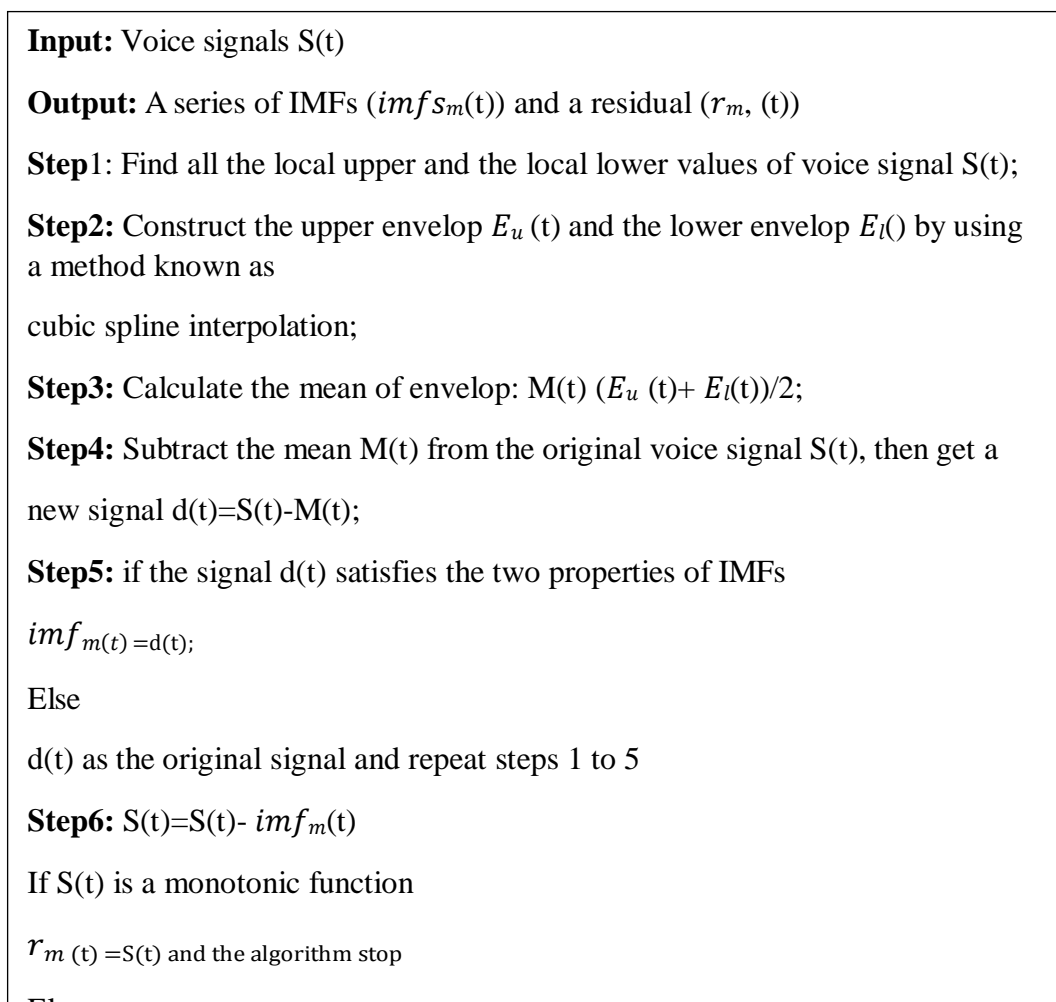 Input: Voice signals S(t)
Output: A series of IMFs (imfsm(t)) and a residual (rm, (t))
Step1: Find all the local upper and the local lower values of voice signal S(t);
Step2: Construct the upper envelop Eu (t) and the lower envelop El() by using
a method known as
cubic spline interpolation;
Step3: Calculate the mean of envelop: M(t) (Eu (t)+ El(t))/2;
Step4: Subtract the mean M(t) from the original voice signal S(t), then get a
new signal d(t)=S(t)-M(t);
Step5: if the signal d(t) satisfies the two properties of IMFs
imfm(t) =d(t);
Else
d(t) as the original signal and repeat steps 1 to 5
Step6: S(t)=S(t)- imfm(t)
If S(t) is a monotonic function
rm (t) =S(t) and the algorithm stop